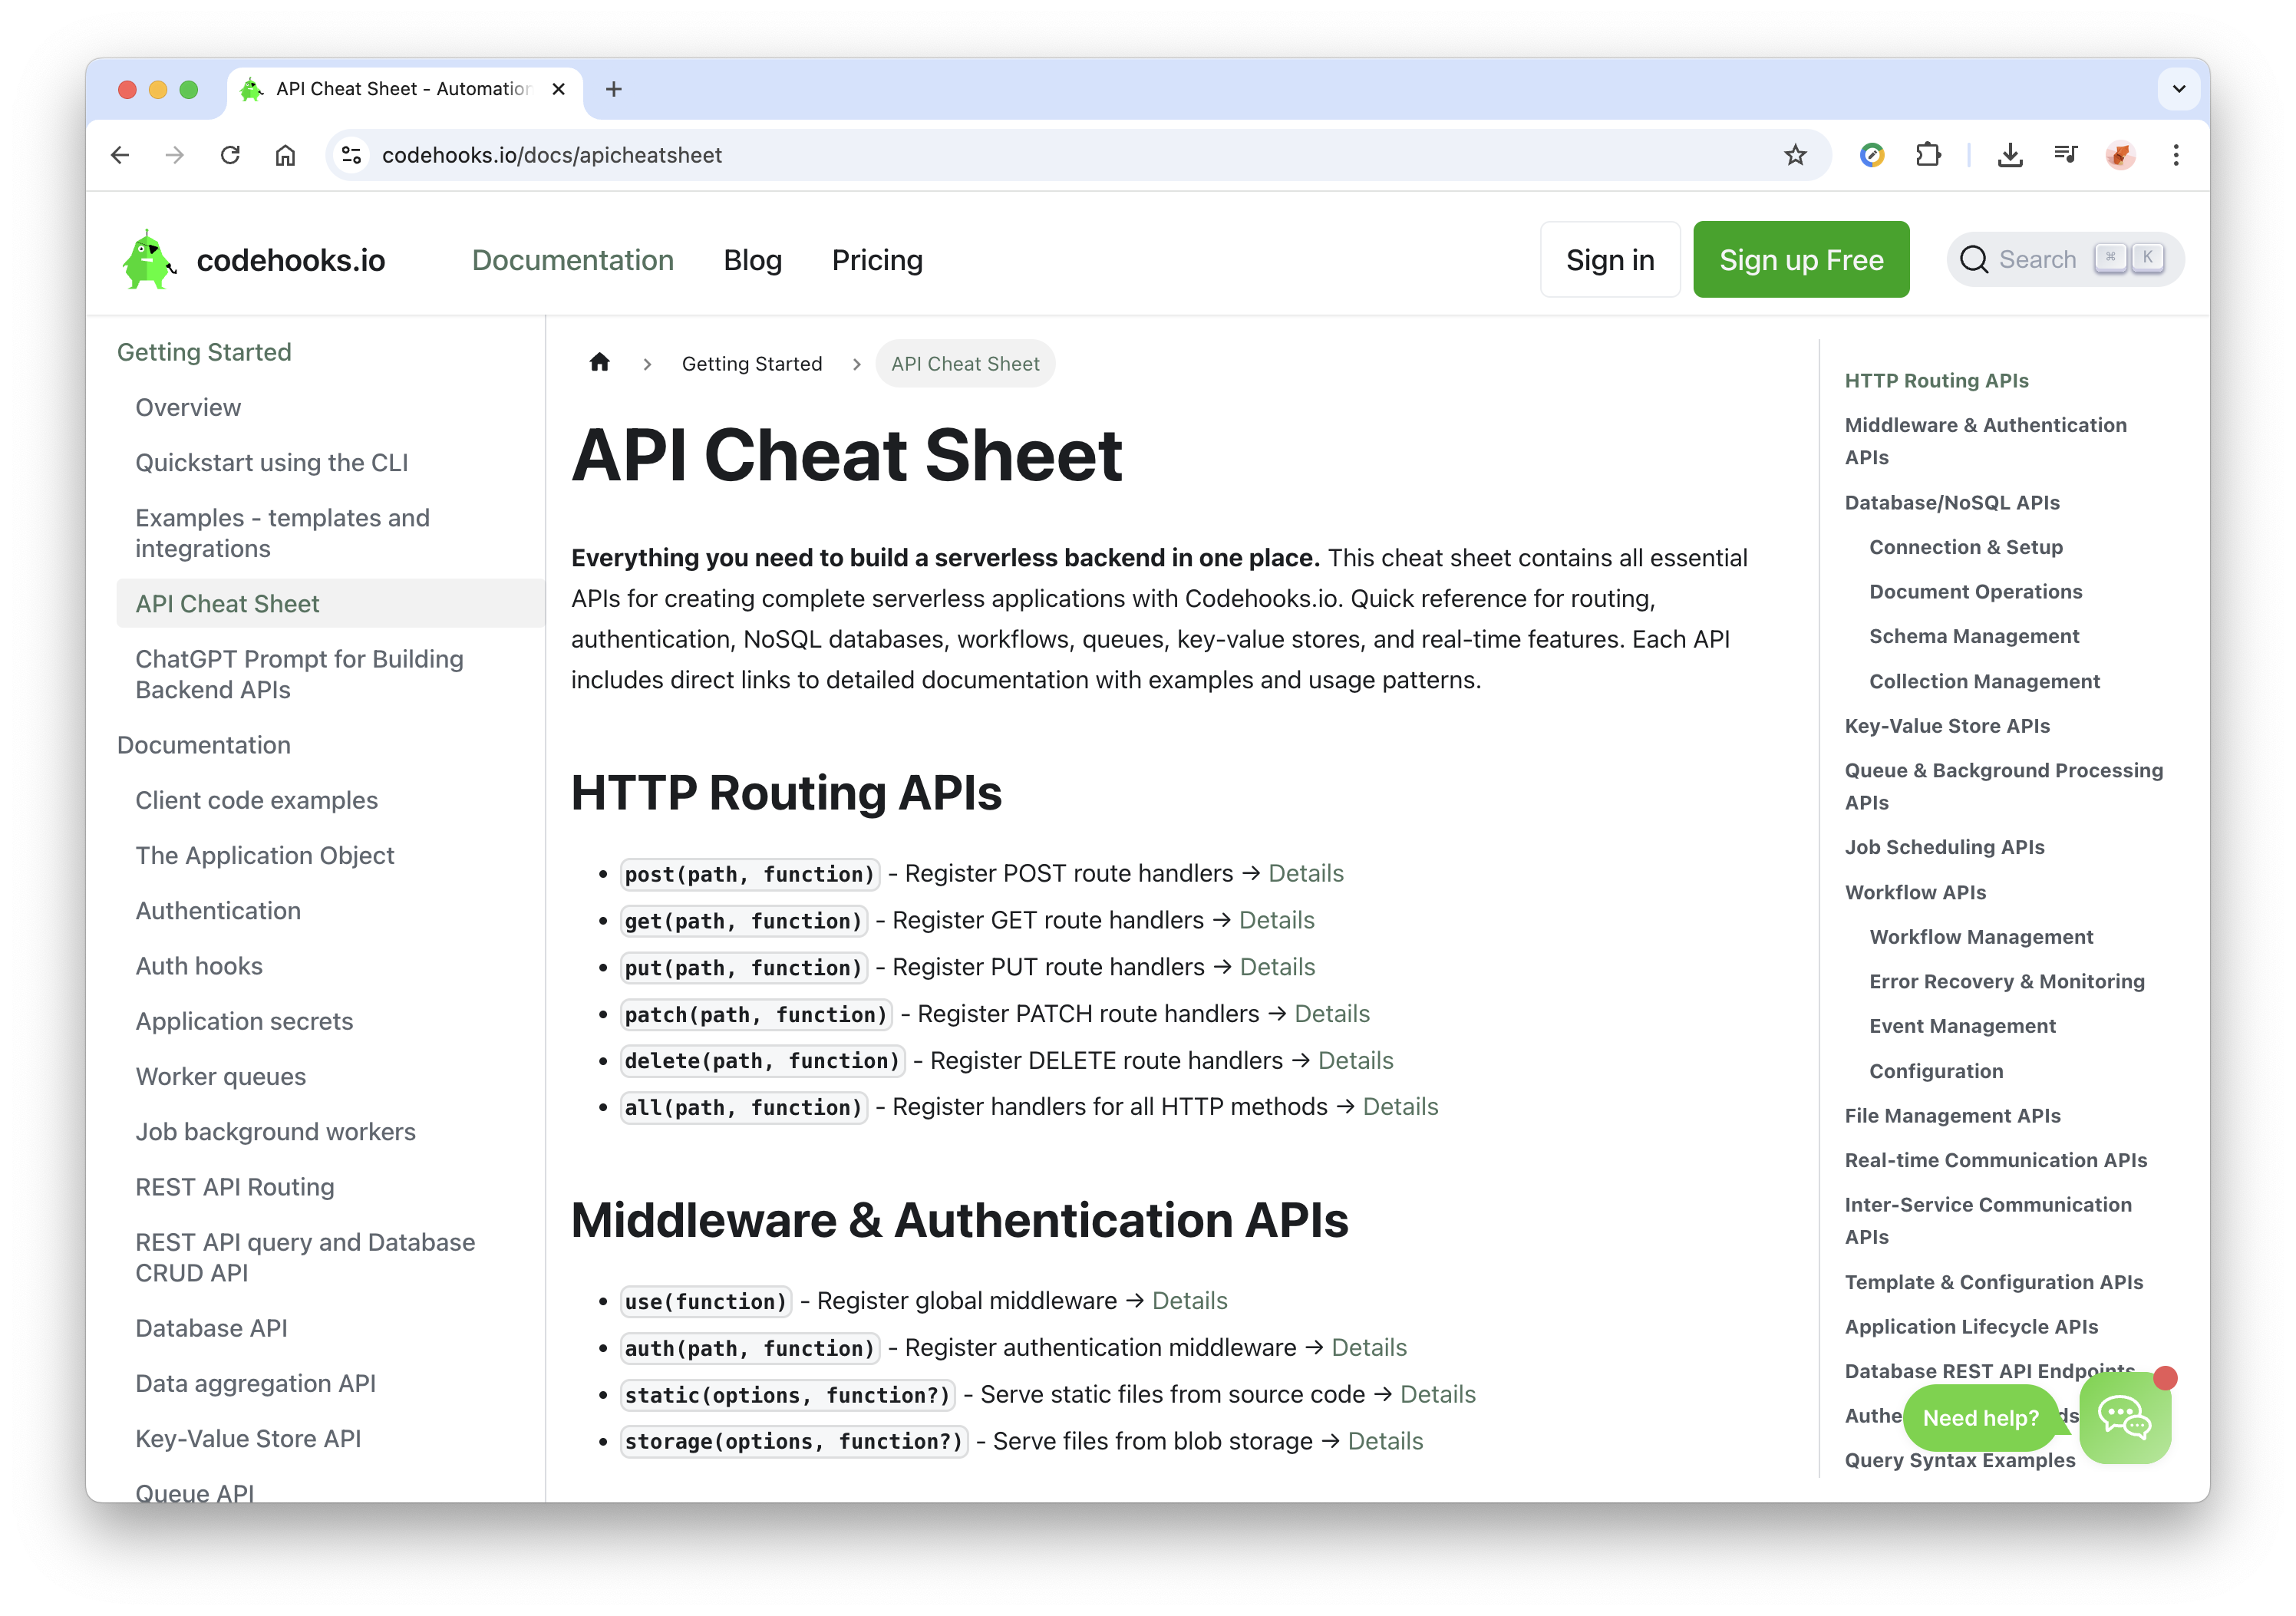 API Cheat Sheet - Automation
codehooks.io/docs/apicheatsheet
codehooks.io
Documentation
Blog
Pricing
Sign in
Sign up Free
Search
⌘
K
Getting Started
Overview
Quickstart using the CLI
Examples - templates and
integrations
API Cheat Sheet
ChatGPT Prompt for Building
Backend APIs
Documentation
Client code examples
The Application Object
Authentication
Auth hooks
Application secrets
Worker queues
Job background workers
REST API Routing
REST API query and Database
CRUD API
Database API
Data aggregation API
Key-Value Store API
Queue API
Getting Started
API Cheat Sheet
API Cheat Sheet
Everything you need to build a serverless backend in one place. This cheat sheet contains all essential
APIs for creating complete serverless applications with Codehooks.io. Quick reference for routing,
authentication, NoSQL databases, workflows, queues, key-value stores, and real-time features. Each API
includes direct links to detailed documentation with examples and usage patterns.
HTTP Routing APIs
• post(path, function) - Register POST route handlers → Details
• get(path, function) - Register GET route handlers → Details
• put(path, function) - Register PUT route handlers → Details
• patch(path, function) - Register PATCH route handlers → Details
• delete(path, function) - Register DELETE route handlers → Details
• all(path, function) - Register handlers for all HTTP methods → Details
Middleware & Authentication APIs
• use(function) - Register global middleware → Details
• auth(path, function) - Register authentication middleware → Details
• static(options, function?) - Serve static files from source code → Details
• storage(options, function?) - Serve files from blob storage → Details
HTTP Routing APIs
Middleware & Authentication
APIs
Database/NoSQL APIs
Connection & Setup
Document Operations
Schema Management
Collection Management
Key-Value Store APIs
Queue & Background Processing
APIs
Job Scheduling APIs
Workflow APIs
Workflow Management
Error Recovery & Monitoring
Event Management
Configuration
File Management APIs
Real-time Communication APIs
Inter-Service Communication
APIs
Template & Configuration APIs
Application Lifecycle APIs
Database REST API Endpoints
Need help?
Query Syntax Examples